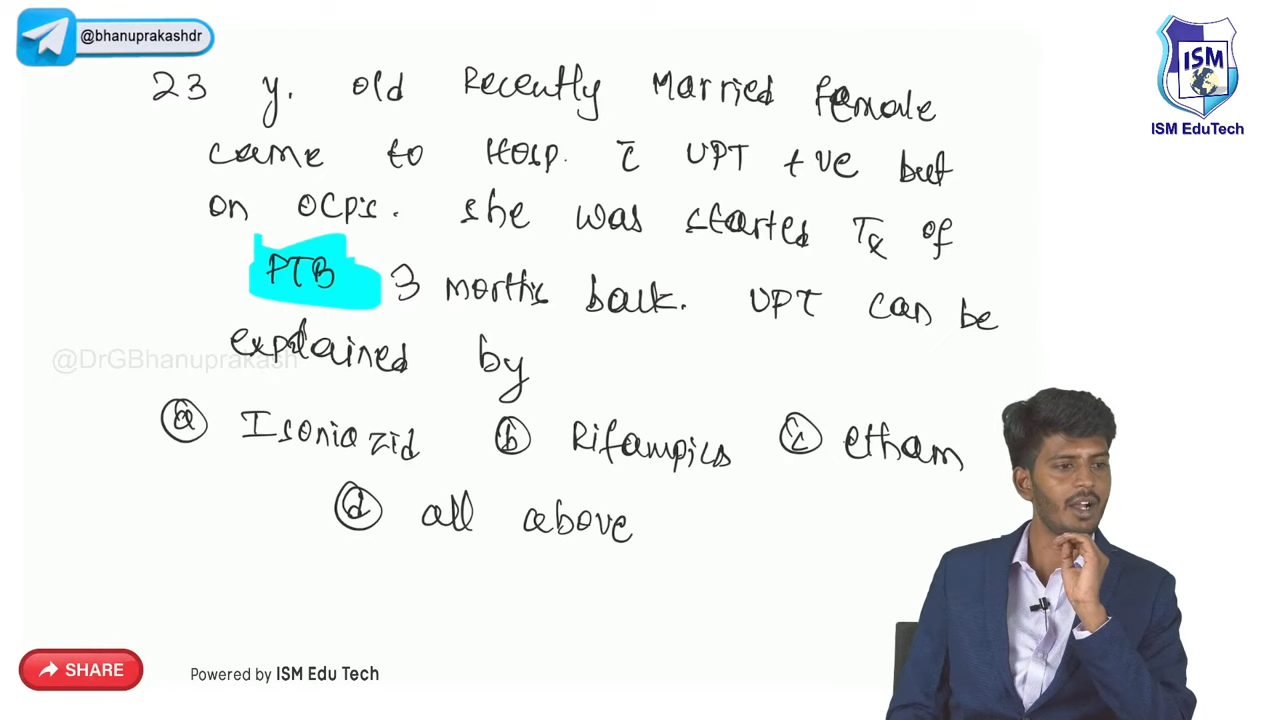 @bhanuprakashdr
ISM
ISM EduTech
23 y. old Recently Married female
came to Hosp. c̄ UPT +ve but
on OCPs. she was started Tx of
PTB 3 months back. UPT can be
explained by
@DrGBhanuprakash
ⓐ Isoniazid ⓑ Rifampics ⓒ etham
ⓓ all above
SHARE
Powered by ISM Edu Tech